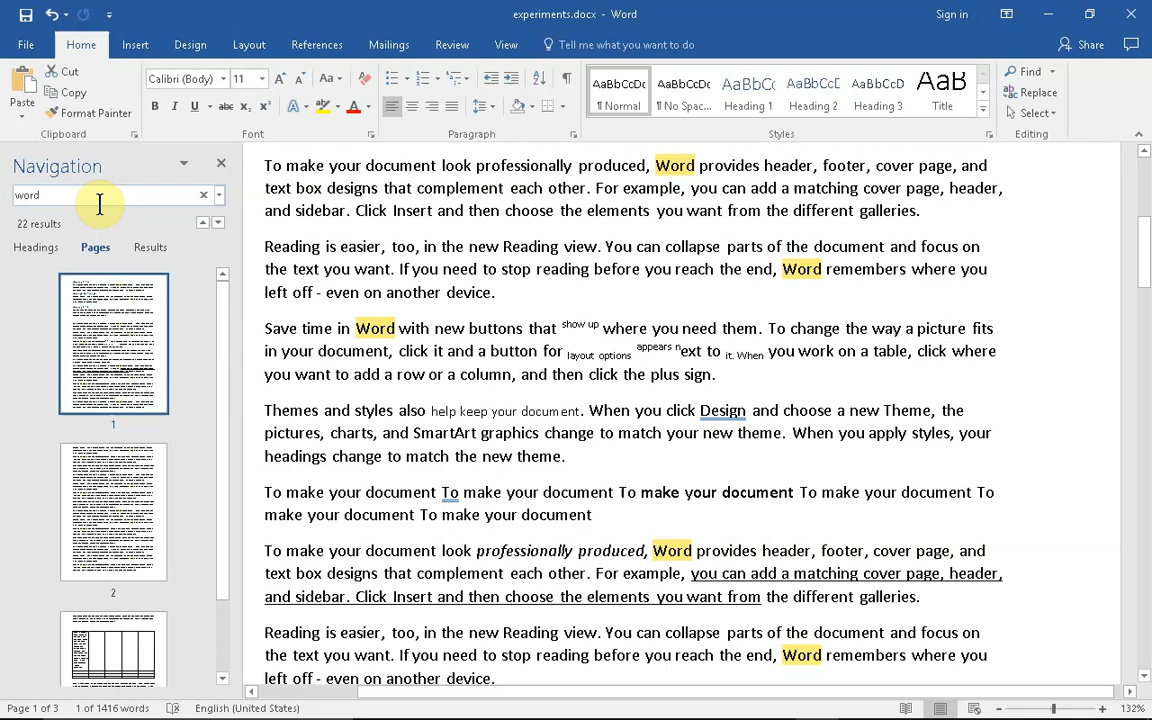 experiments.docx - Word
Sign in
File Home Insert Design Layout References Mailings Review View Tell me what you want to do Share
Paste
Cut
Copy
Format Painter
Clipboard
Calibri (Body) 11
Aa
B I U abc x₂ x²
Font
Paragraph
AaBbCcDc AaBbCcDc AaBbCc AaBbCcC AaBbCcD AaB
¶ Normal ¶ No Spac... Heading 1 Heading 2 Heading 3 Title
Styles
Find
Replace
Select
Editing
Navigation
word
22 results
Headings Pages Results
1
2
To make your document look professionally produced, Word provides header, footer, cover page, and
text box designs that complement each other. For example, you can add a matching cover page, header,
and sidebar. Click Insert and then choose the elements you want from the different galleries.
Reading is easier, too, in the new Reading view. You can collapse parts of the document and focus on
the text you want. If you need to stop reading before you reach the end, Word remembers where you
left off - even on another device.
Save time in Word with new buttons that show up where you need them. To change the way a picture fits
in your document, click it and a button for layout options appears next to it. When you work on a table, click where
you want to add a row or a column, and then click the plus sign.
Themes and styles also help keep your document. When you click Design and choose a new Theme, the
pictures, charts, and SmartArt graphics change to match your new theme. When you apply styles, your
headings change to match the new theme.
To make your document To make your document To make your document To make your document To
make your document To make your document
To make your document look professionally produced, Word provides header, footer, cover page, and
text box designs that complement each other. For example, you can add a matching cover page, header,
and sidebar. Click Insert and then choose the elements you want from the different galleries.
Reading is easier, too, in the new Reading view. You can collapse parts of the document and focus on
the text you want. If you need to stop reading before you reach the end, Word remembers where you
left off - even on another device.
Page 1 of 3 1 of 1416 words English (United States) 132%